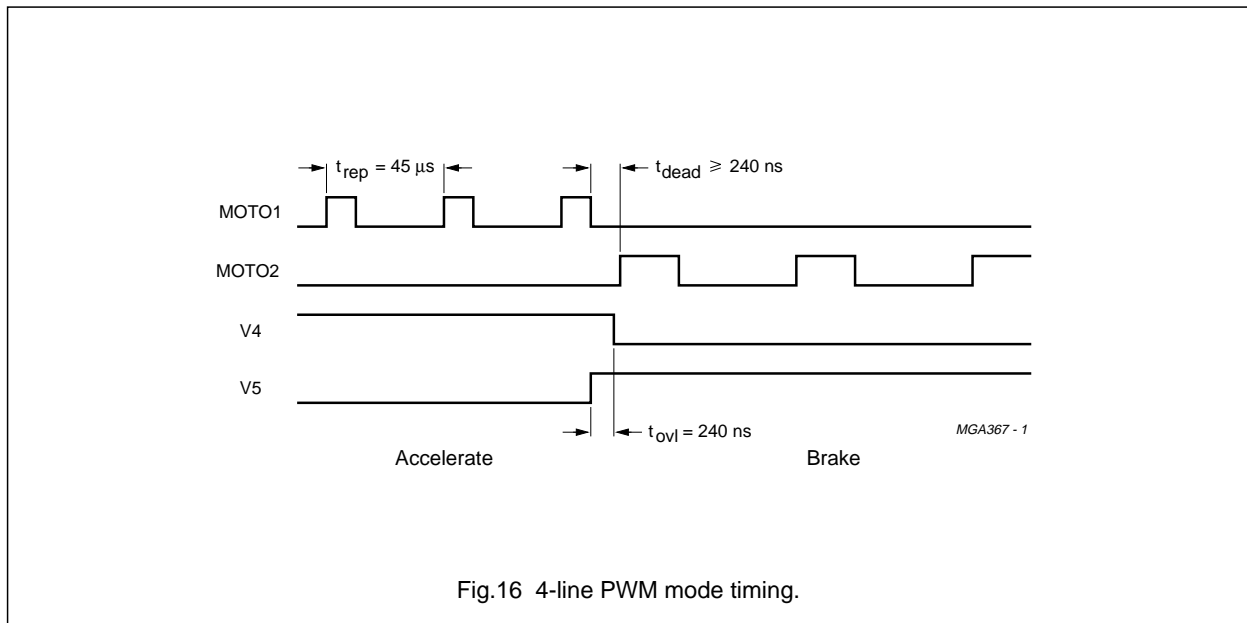 t_rep = 45 μs
t_dead ⩾ 240 ns
MOTO1
MOTO2
V4
V5
t_ovl = 240 ns
MGA367 - 1
Accelerate
Brake
Fig.16 4-line PWM mode timing.